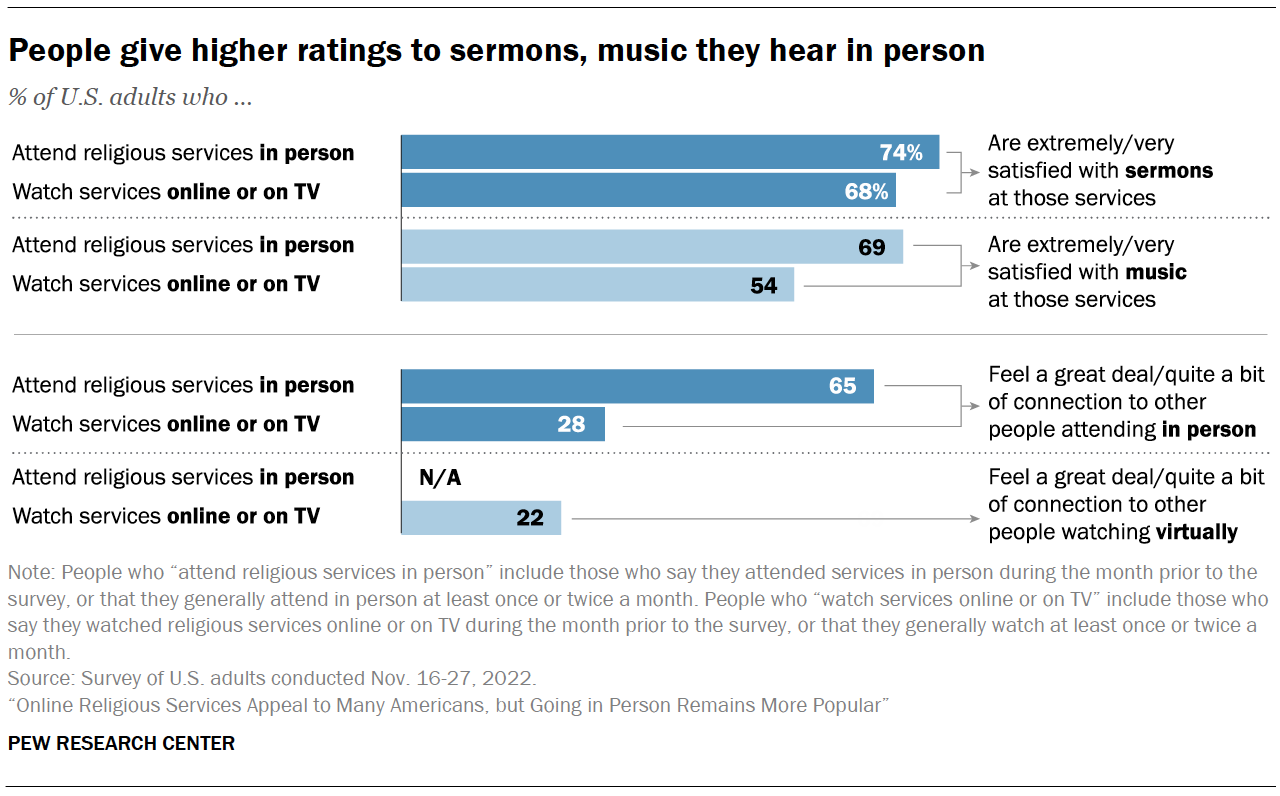 People give higher ratings to sermons, music they hear in person
% of U.S. adults who ...
Attend religious services in person
74%
Watch services online or on TV
68%
Are extremely/very
satisfied with sermons
at those services
Attend religious services in person
69
Watch services online or on TV
54
Are extremely/very
satisfied with music
at those services
Attend religious services in person
65
Watch services online or on TV
28
Feel a great deal/quite a bit
of connection to other
people attending in person
Attend religious services in person
N/A
Watch services online or on TV
22
Feel a great deal/quite a bit
of connection to other
people watching virtually
Note: People who “attend religious services in person” include those who say they attended services in person during the month prior to the
survey, or that they generally attend in person at least once or twice a month. People who “watch services online or on TV” include those who
say they watched religious services online or on TV during the month prior to the survey, or that they generally watch at least once or twice a
month.
Source: Survey of U.S. adults conducted Nov. 16-27, 2022.
“Online Religious Services Appeal to Many Americans, but Going in Person Remains More Popular”
PEW RESEARCH CENTER